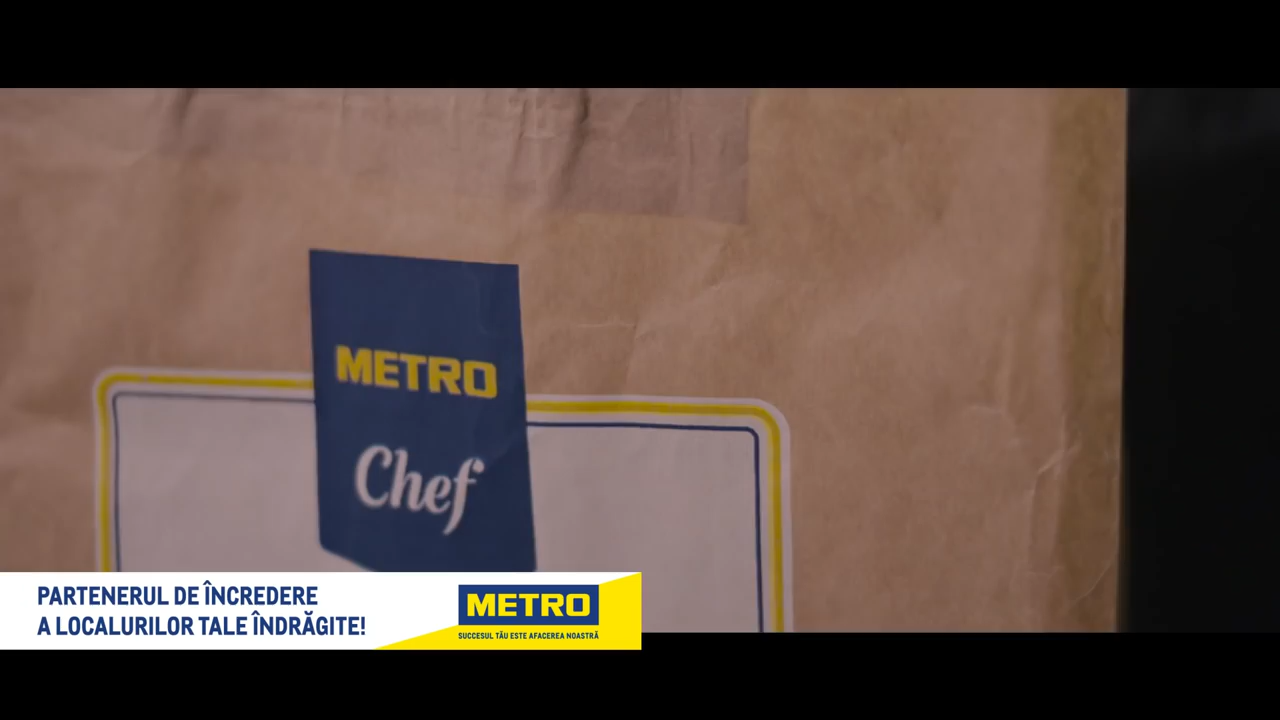 METRO
Chef
PARTENERUL DE ÎNCREDERE
A LOCALURILOR TALE ÎNDRĂGITE!
METRO
SUCCESUL TĂU ESTE AFACEREA NOASTRĂ